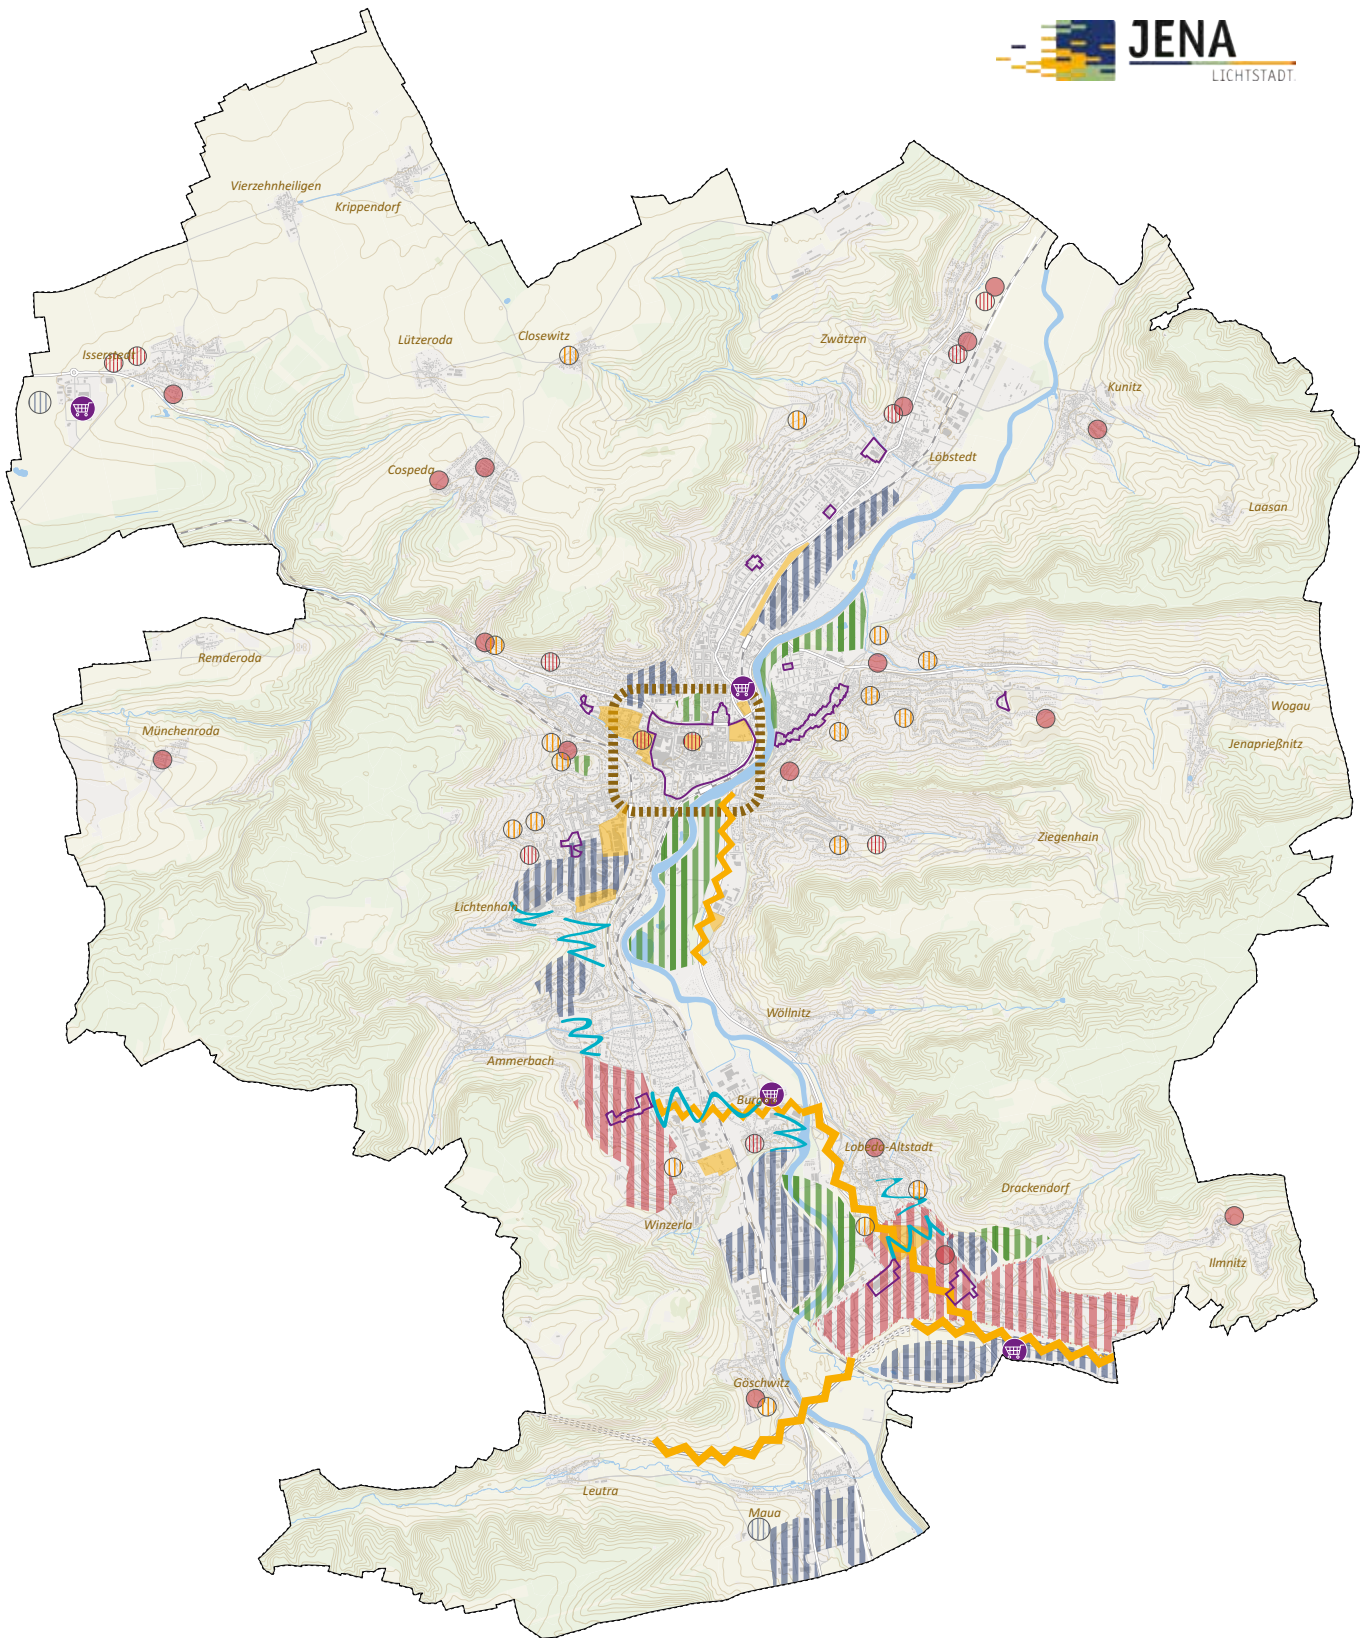 JENA
LICHTSTADT
Vierzehnheiligen
Krippendorf
Isserstedt
Lützeroda
Closewitz
Zwätzen
Kunitz
Cospeda
Löbstedt
Laasan
Remderoda
Münchenroda
Wogau
Jenaprießnitz
Ziegenhain
Lichtenhain
Wöllnitz
Ammerbach
Burgau
Lobeda-Altstadt
Drackendorf
Winzerla
Ilmnitz
Göschwitz
Leutra
Maua